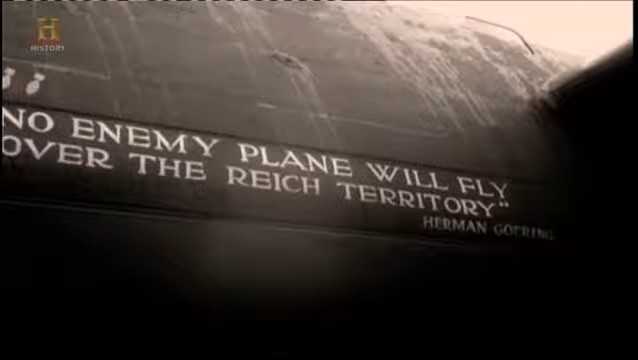 H
HISTORY
NO ENEMY PLANE WILL FLY
OVER THE REICH TERRITORY"
HERMAN GOERING